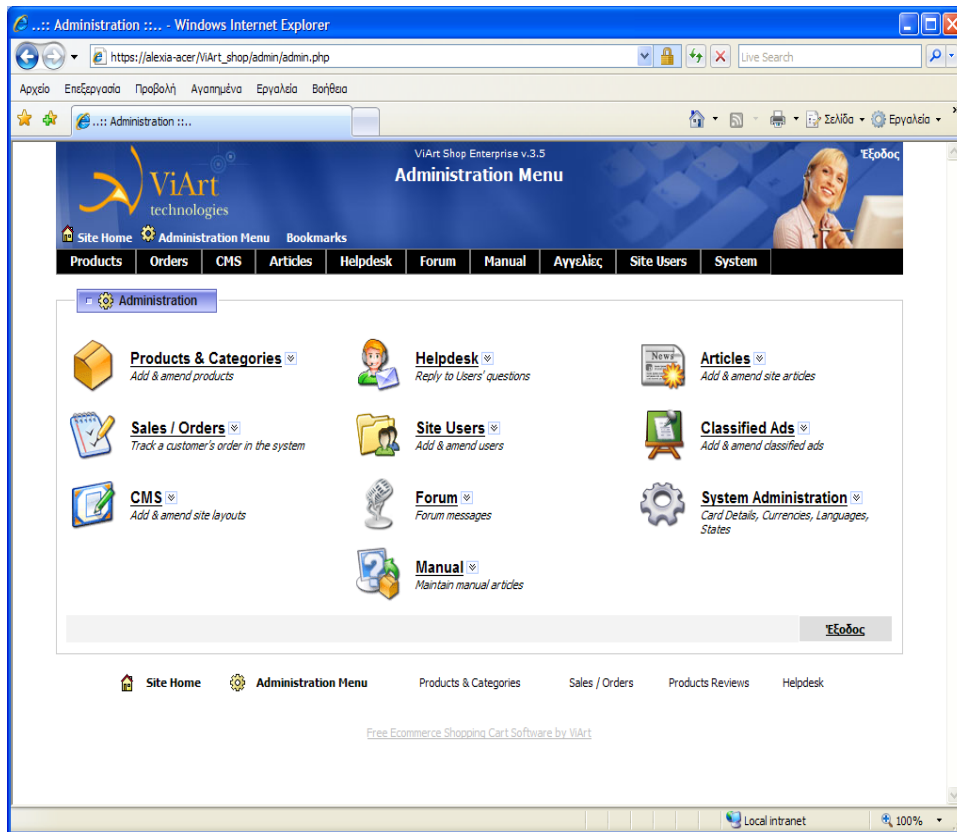 ..:: Administration ::... - Windows Internet Explorer
https://alexia-acer/ViArt_shop/admin/admin.php
Live Search
Αρχείο Επεξεργασία Προβολή Αγαπημένα Εργαλεία Βοήθεια
..:: Administration ::..
Σελίδα Εργαλεία
ViArt Shop Enterprise v.3.5
Administration Menu
Έξοδος
ViArt
technologies
Site Home Administration Menu Bookmarks
Products Orders CMS Articles Helpdesk Forum Manual Αγγελίες Site Users System
Administration
Products & Categories
Add & amend products
Helpdesk
Reply to Users' questions
News
Articles
Add & amend site articles
Sales / Orders
Track a customer's order in the system
Site Users
Add & amend users
Classified Ads
Add & amend classified ads
CMS
Add & amend site layouts
Forum
Forum messages
System Administration
Card Details, Currencies, Languages,
States
Manual
Maintain manual articles
Έξοδος
Site Home Administration Menu Products & Categories Sales / Orders Products Reviews Helpdesk
Free Ecommerce Shopping Cart Software by ViArt
Local intranet 100%